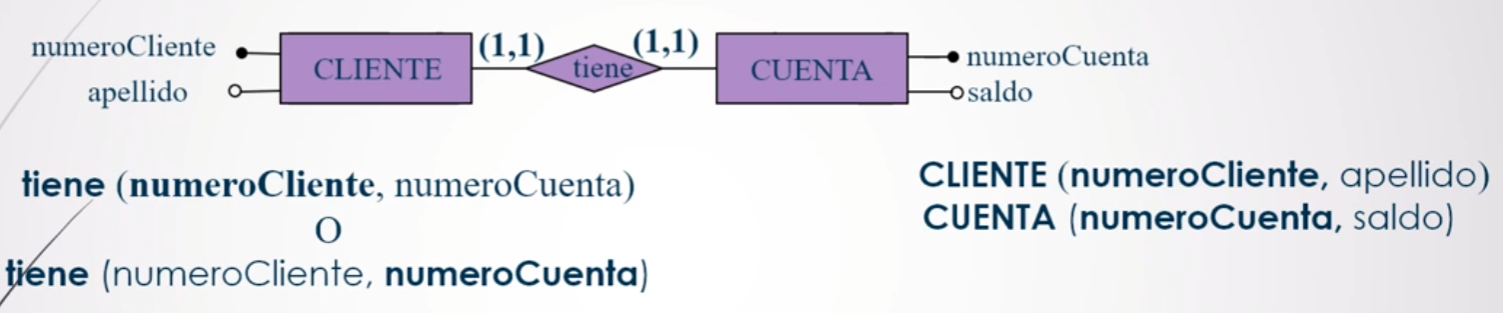 numeroCliente
apellido
CLIENTE
(1,1)
tiene
(1,1)
CUENTA
numeroCuenta
saldo
tiene (numeroCliente, numeroCuenta)
O
tiene (numeroCliente, numeroCuenta)
CLIENTE (numeroCliente, apellido)
CUENTA (numeroCuenta, saldo)